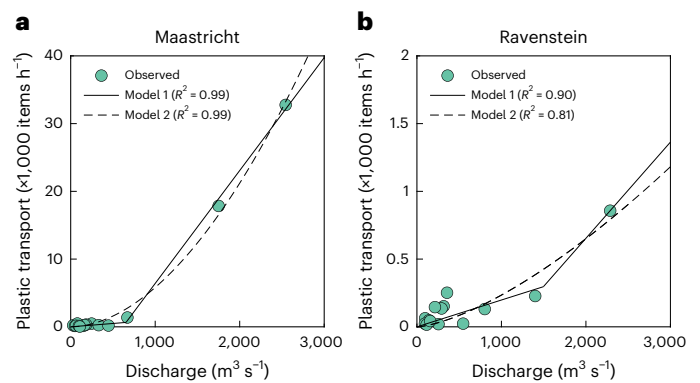 a
Maastricht
Plastic transport (×1,000 items h⁻¹)
40
30
20
10
0
Observed
Model 1 (R² = 0.99)
Model 2 (R² = 0.99)
0 1,000 2,000 3,000
Discharge (m³ s⁻¹)
b
Ravenstein
Plastic transport (×1,000 items h⁻¹)
2
1.5
1
0.5
0
Observed
Model 1 (R² = 0.90)
Model 2 (R² = 0.81)
0 1,000 2,000 3,000
Discharge (m³ s⁻¹)